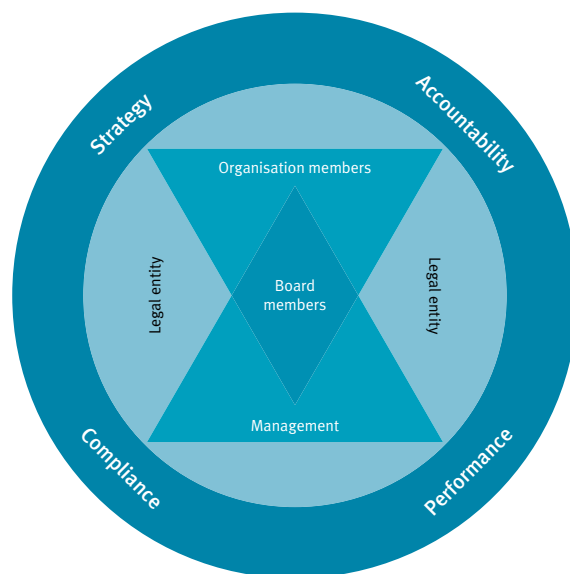 Strategy
Accountability
Organisation members
Legal entity
Board
members
Legal entity
Management
Compliance
Performance